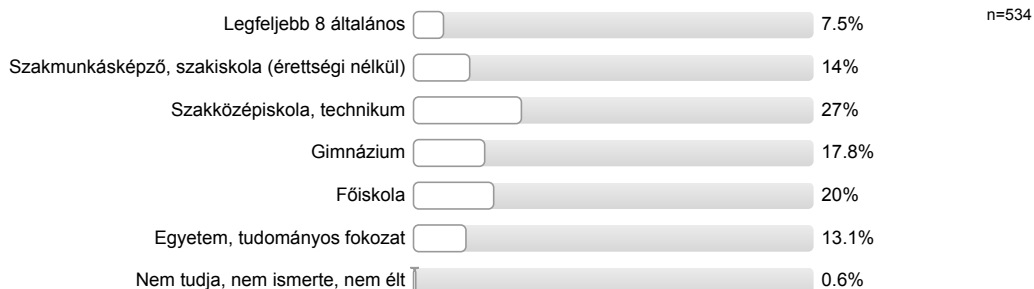 Legfeljebb 8 általános 7.5% n=534
Szakmunkásképző, szakiskola (érettségi nélkül) 14%
Szakközépiskola, technikum 27%
Gimnázium 17.8%
Főiskola 20%
Egyetem, tudományos fokozat 13.1%
Nem tudja, nem ismerte, nem élt 0.6%